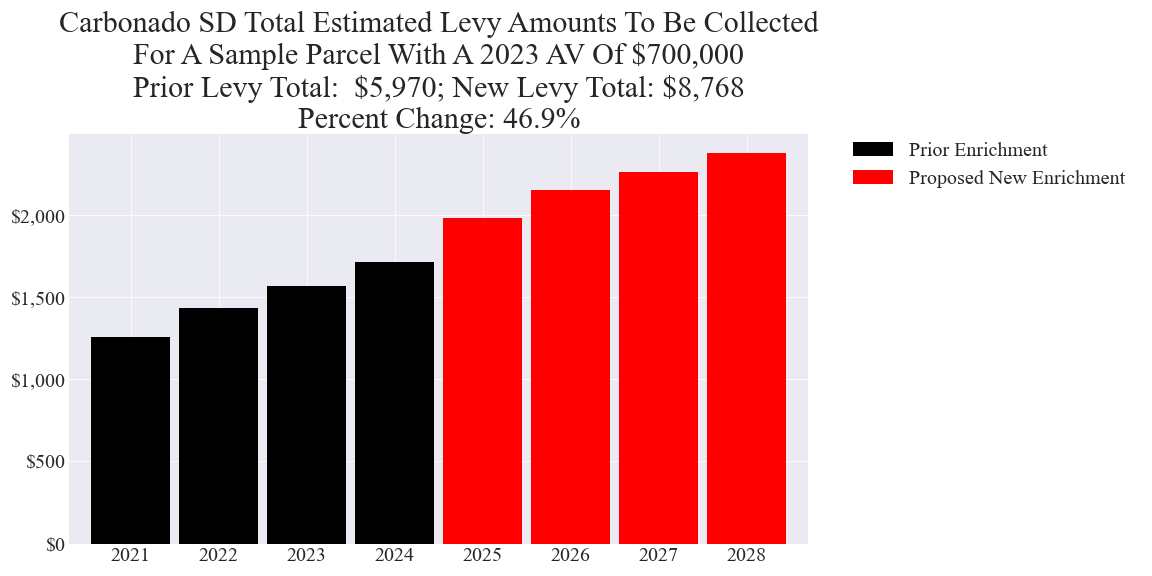 Carbonado SD Total Estimated Levy Amounts To Be Collected
For A Sample Parcel With A 2023 AV Of $700,000
Prior Levy Total:  $5,970; New Levy Total: $8,768
Percent Change: 46.9%
Prior Enrichment
Proposed New Enrichment
$2,000
$1,500
$1,000
$500
$0
2021 2022 2023 2024 2025 2026 2027 2028